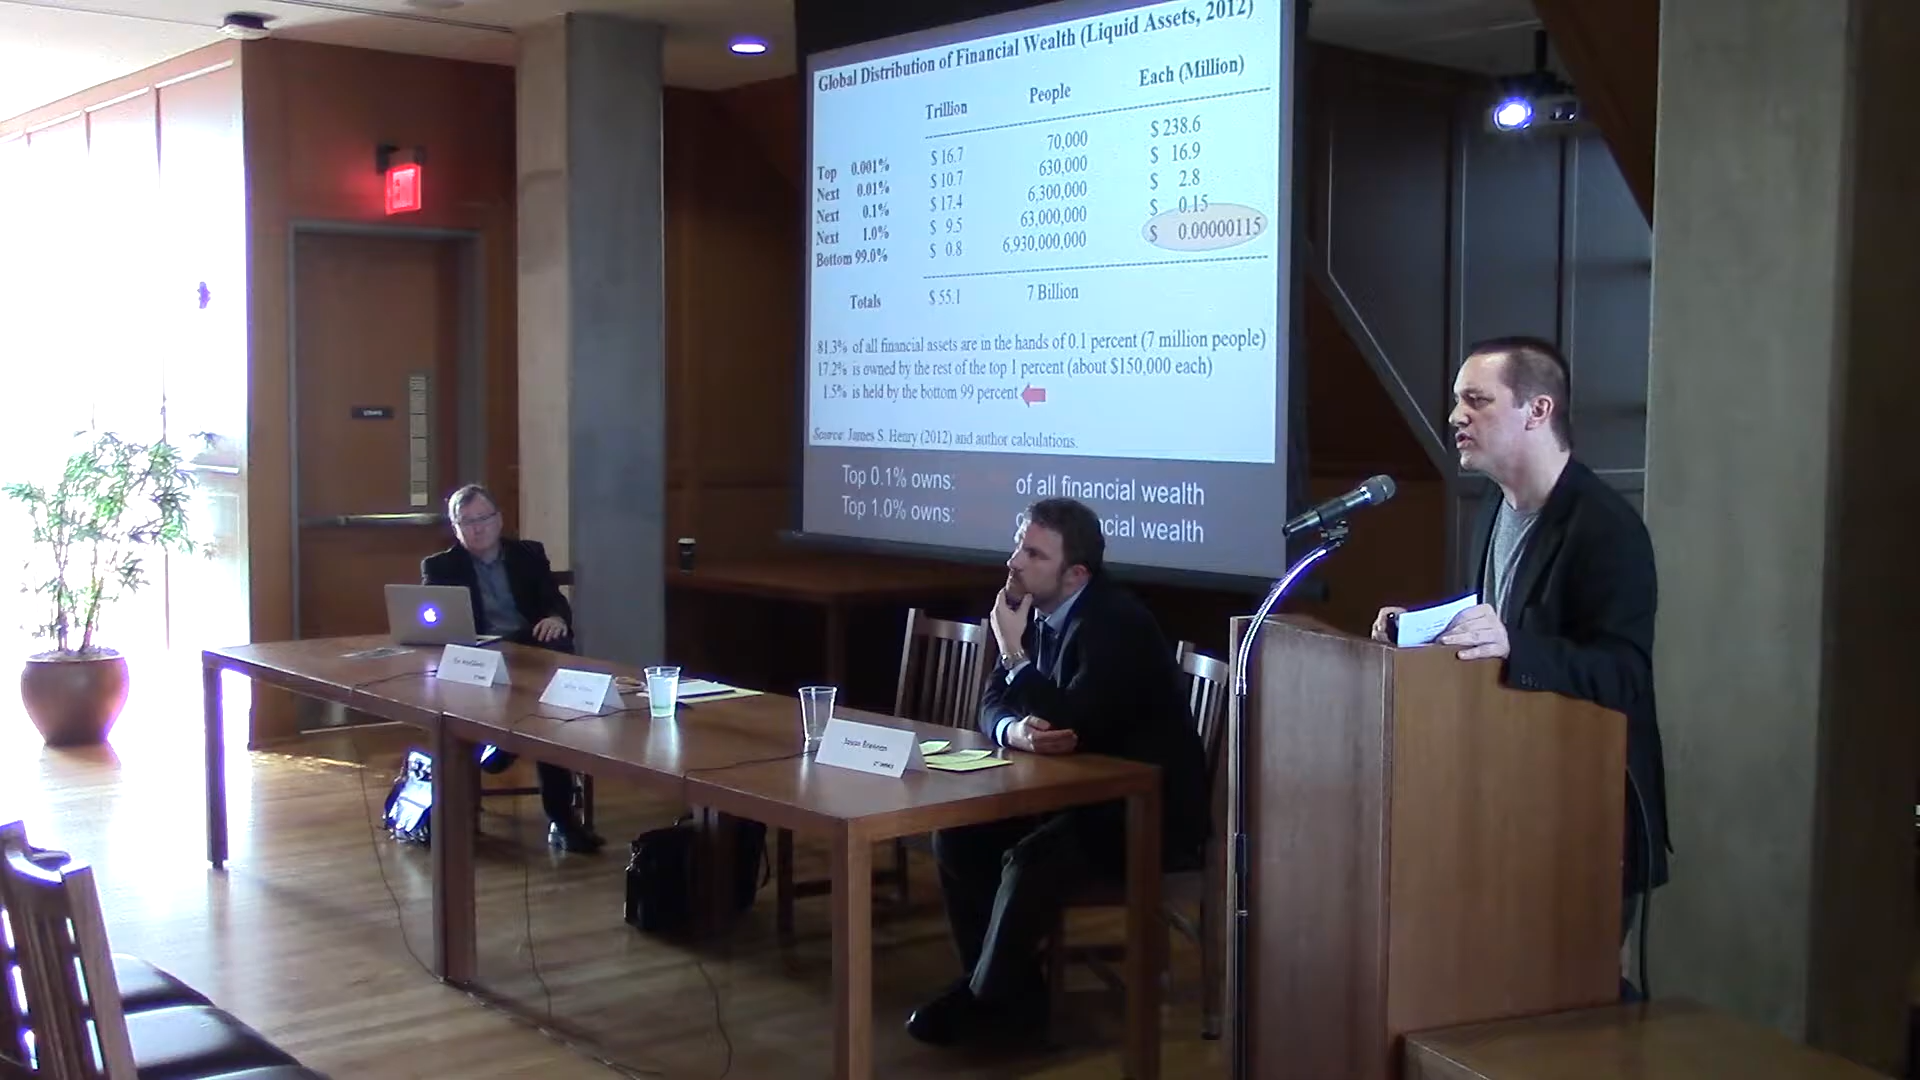 Global Distribution of Financial Wealth (Liquid Assets, 2012)
Trillion People Each (Million)
Top 0.001% $ 16.7 70,000 $ 238.6
Next 0.01% $ 10.7 630,000 $ 16.9
Next 0.1% $ 17.4 6,300,000 $ 2.8
Next 1.0% $ 9.5 63,000,000 $ 0.15
Bottom 99.0% $ 0.8 6,930,000,000 $ 0.00000115
Totals $ 55.1 7 Billion
81.3% of all financial assets are in the hands of 0.1 percent (7 million people)
17.2% is owned by the rest of the top 1 percent (about $150,000 each)
1.5% is held by the bottom 99 percent
Source: James S. Henry (2012) and author calculations.
Top 0.1% owns: of all financial wealth
Top 1.0% owns: wealth
Jason Brennan